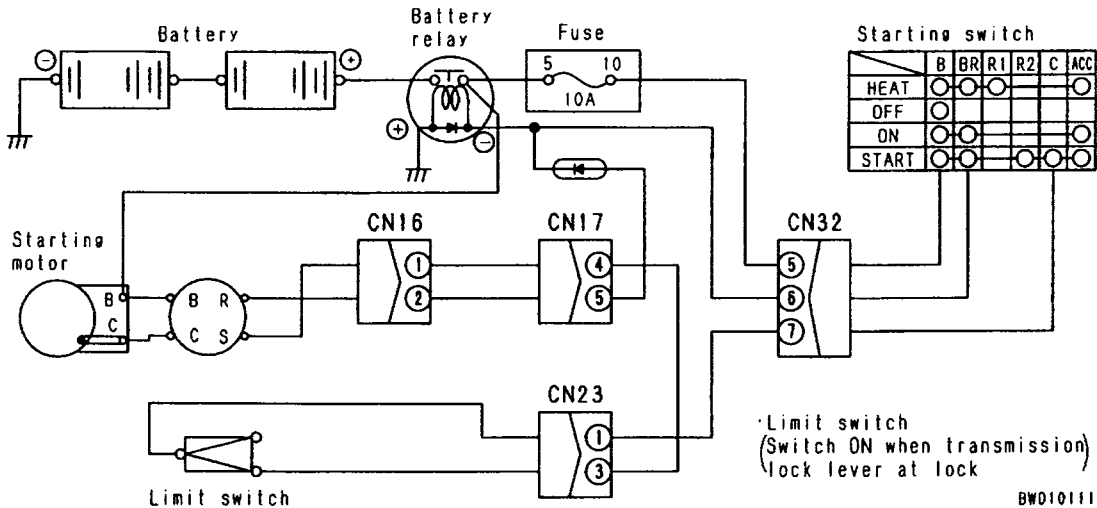 Battery
Battery
relay
Fuse
Starting switch
5 10
10A
B BR R1 R2 C ACC
HEAT
OFF
ON
START
Starting
motor
CN16
CN17
CN32
B
C
B R
C S
1
2
4
5
5
6
7
CN23
1
3
Limit switch
·Limit switch
(Switch ON when transmission
lock lever at lock)
BWD10111